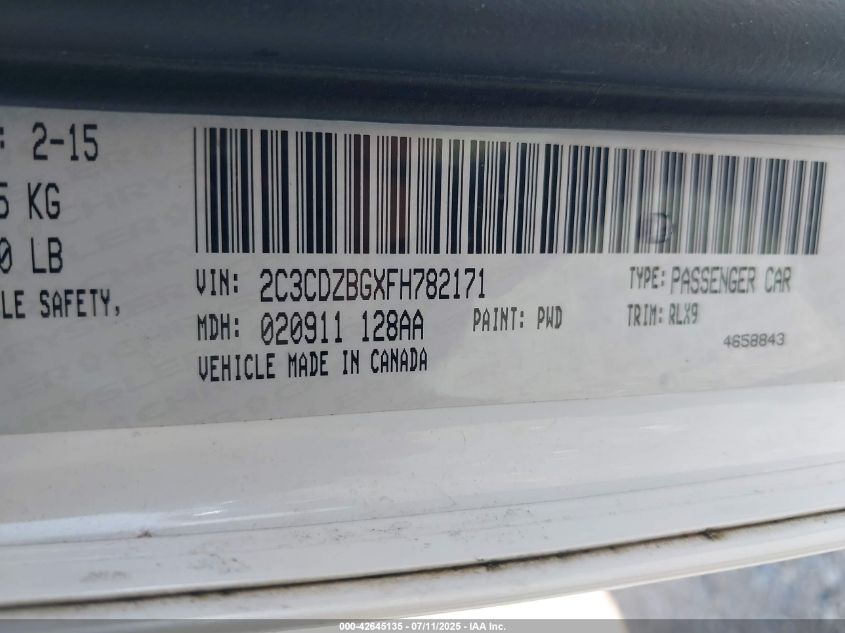 : 2-15
5 KG
0 LB
LE SAFETY,
VIN: 2C3CDZBGXFH782171
TYPE: PASSENGER CAR
MDH: 020911 128AA
PAINT: PWD
TRIM: RLX9
VEHICLE MADE IN CANADA
4658843
000-42645135 - 07/11/2025 - IAA Inc.